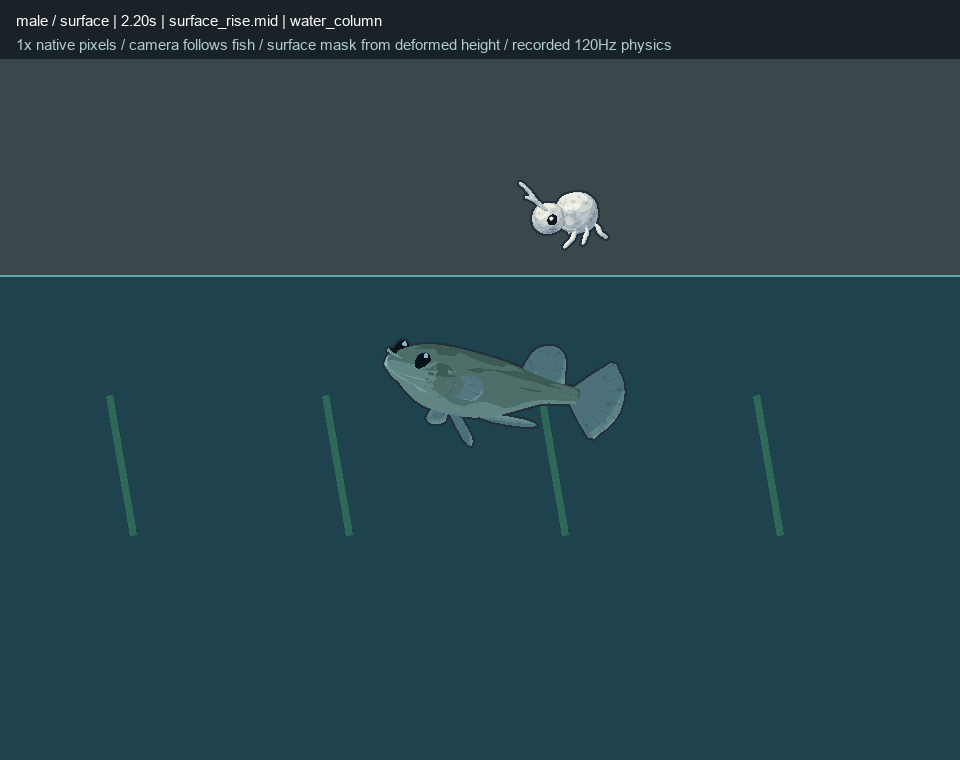 male / surface | 2.20s | surface_rise.mid | water_column
1x native pixels / camera follows fish / surface mask from deformed height / recorded 120Hz physics